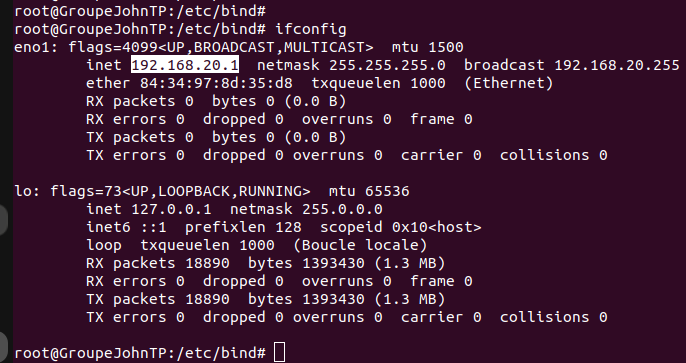 root@GroupeJohnTP:/etc/bind#
root@GroupeJohnTP:/etc/bind# ifconfig
eno1: flags=4099<UP,BROADCAST,MULTICAST>  mtu 1500
        inet 192.168.20.1  netmask 255.255.255.0  broadcast 192.168.20.255
        ether 84:34:97:8d:35:d8  txqueuelen 1000  (Ethernet)
        RX packets 0  bytes 0 (0.0 B)
        RX errors 0  dropped 0  overruns 0  frame 0
        TX packets 0  bytes 0 (0.0 B)
        TX errors 0  dropped 0 overruns 0  carrier 0  collisions 0

lo: flags=73<UP,LOOPBACK,RUNNING>  mtu 65536
        inet 127.0.0.1  netmask 255.0.0.0
        inet6 ::1  prefixlen 128  scopeid 0x10<host>
        loop  txqueuelen 1000  (Boucle locale)
        RX packets 18890  bytes 1393430 (1.3 MB)
        RX errors 0  dropped 0  overruns 0  frame 0
        TX packets 18890  bytes 1393430 (1.3 MB)
        TX errors 0  dropped 0 overruns 0  carrier 0  collisions 0

root@GroupeJohnTP:/etc/bind#